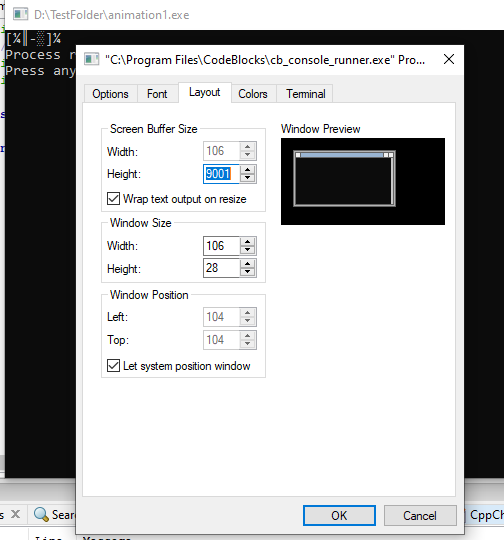 D:\TestFolder\animation1.exe
[%║-▒]%
Process r
Press any
"C:\Program Files\CodeBlocks\cb_console_runner.exe" Pro...
Options Font Layout Colors Terminal
Screen Buffer Size
Width: 106
Height: 9001
Wrap text output on resize
Window Size
Width: 106
Height: 28
Window Position
Left: 104
Top: 104
Let system position window
Window Preview
OK Cancel
s X Sear CppCh